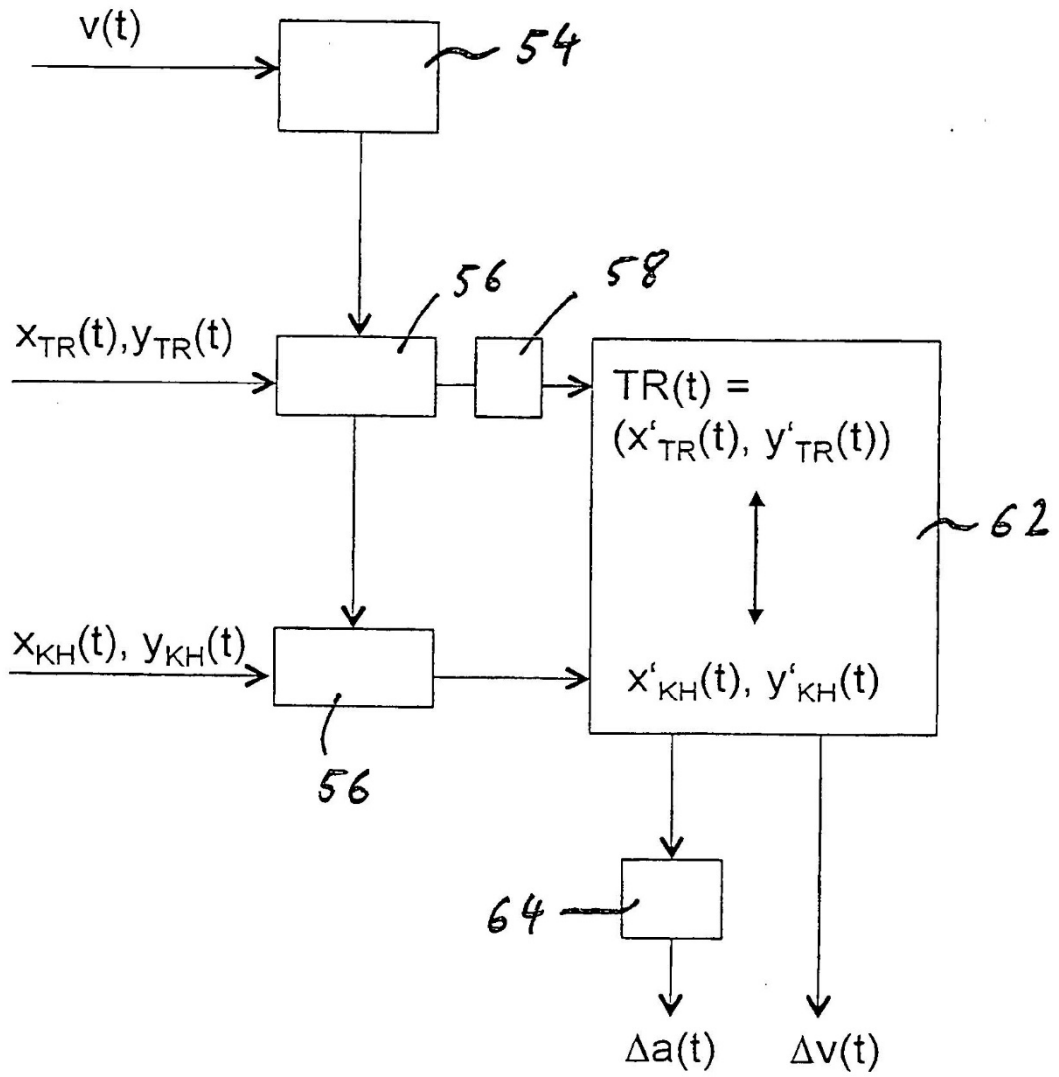 v(t)
54
56
58
x_TR(t),y_TR(t)
TR(t) =
(x‘_TR(t), y‘_TR(t))
62
x_KH(t), y_KH(t)
x‘_KH(t), y‘_KH(t)
56
64
Δa(t)
Δv(t)